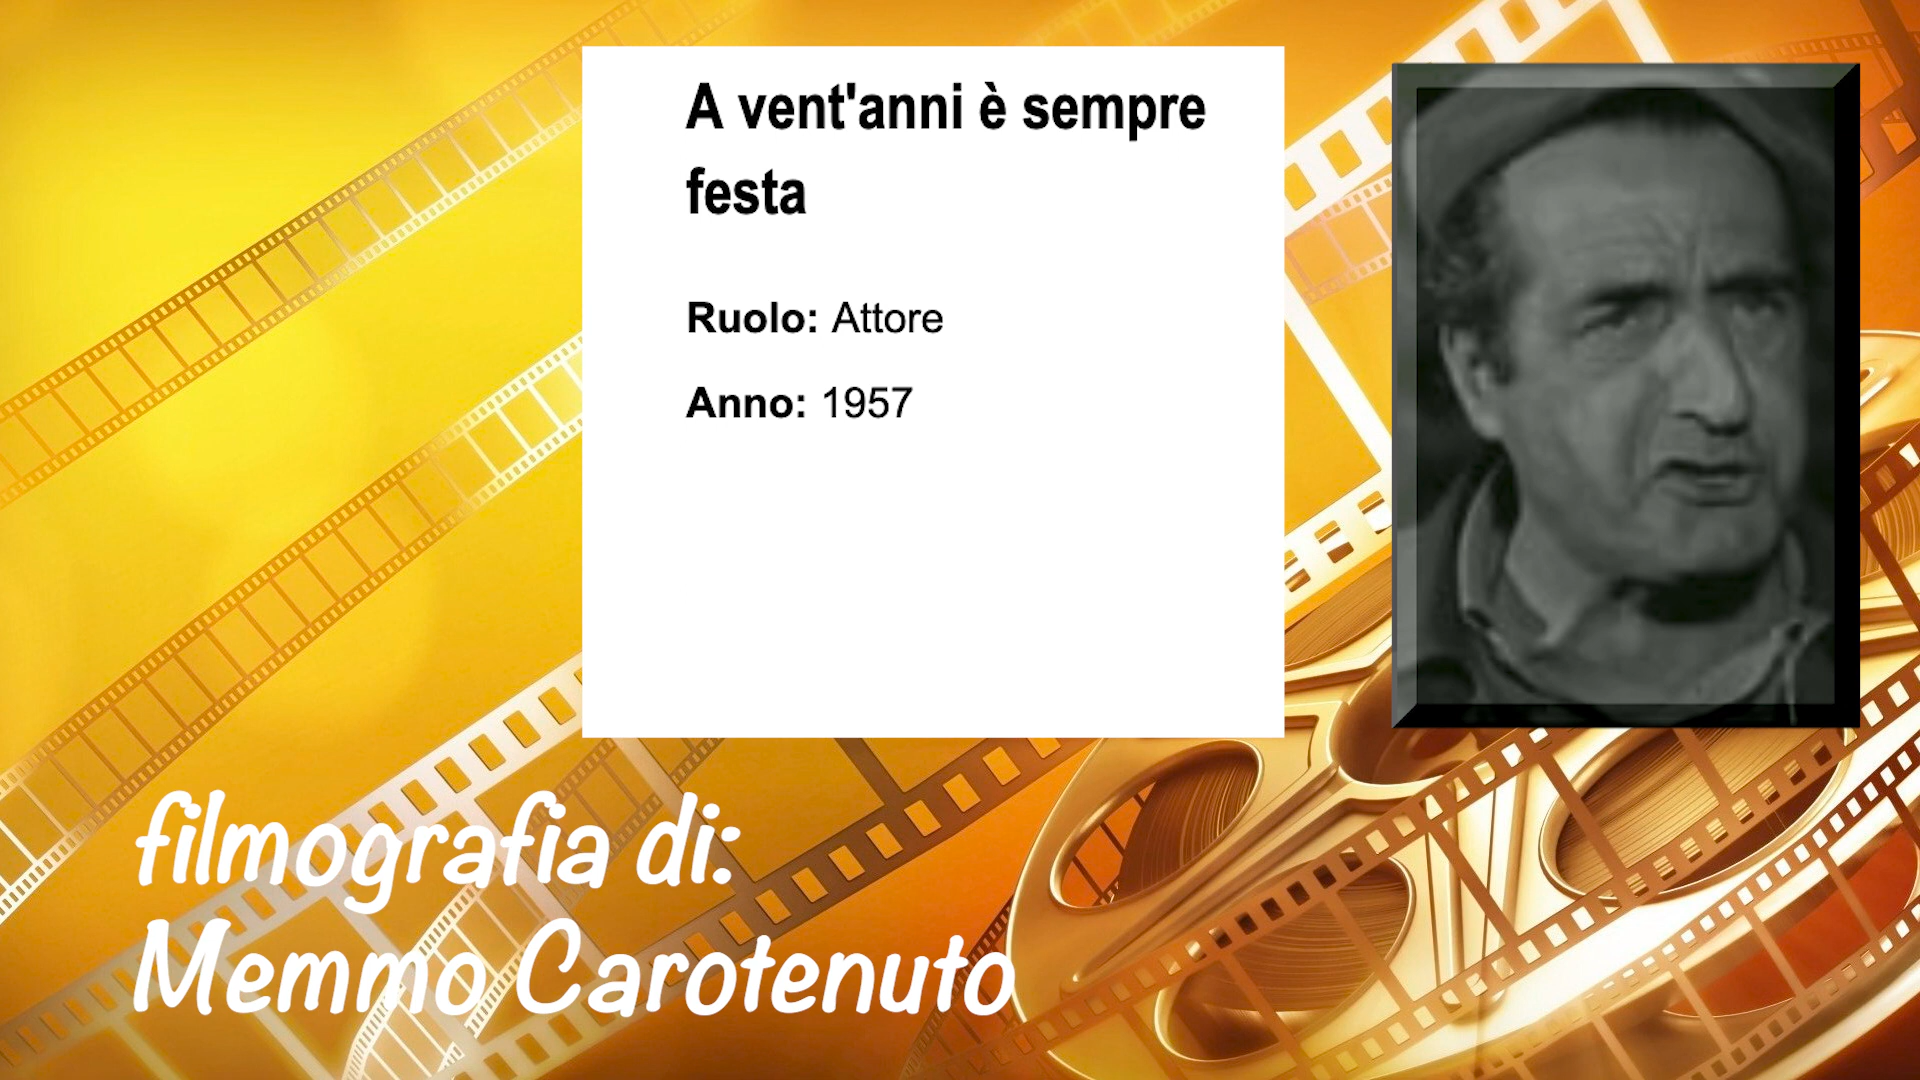 A vent'anni è sempre
festa
Ruolo: Attore
Anno: 1957
filmografia di:
Memmo Carotenuto